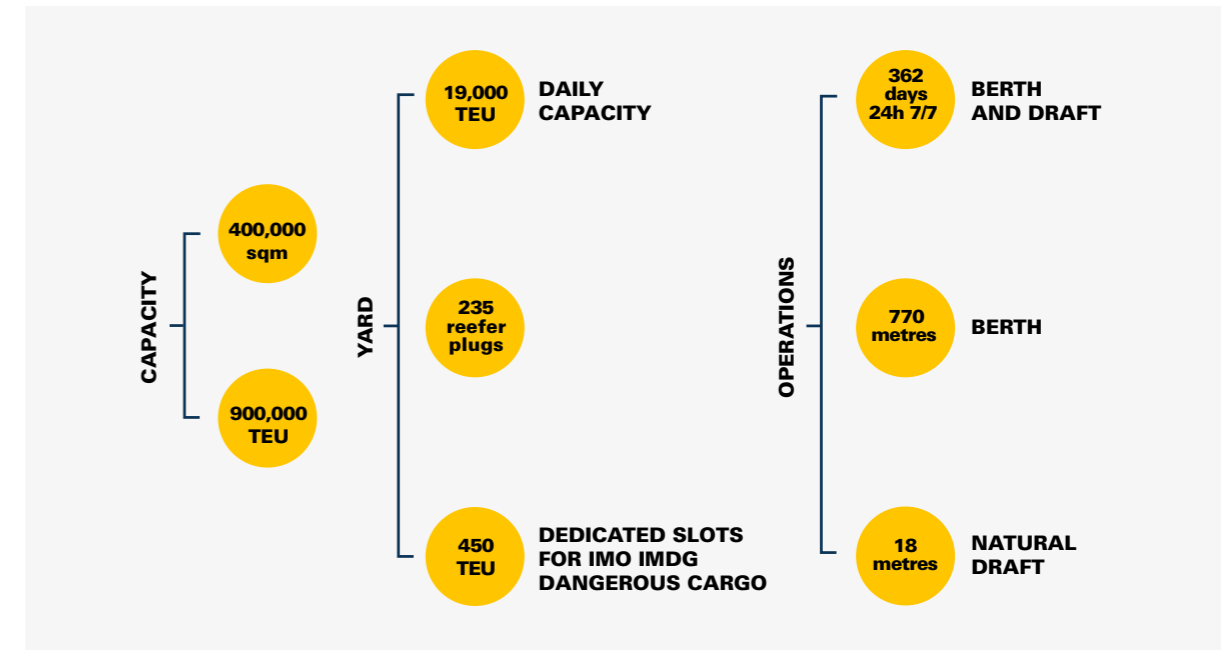 CAPACITY
400,000
sqm
900,000
TEU
YARD
19,000
TEU
DAILY
CAPACITY
235
reefer
plugs
450
TEU
DEDICATED SLOTS
FOR IMO IMDG
DANGEROUS CARGO
OPERATIONS
362
days
24h 7/7
BERTH
AND DRAFT
770
metres
BERTH
18
metres
NATURAL
DRAFT